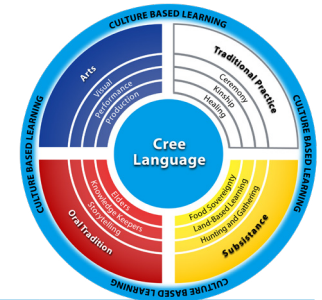 CULTURE BASED LEARNING
CULTURE BASED LEARNING
CULTURE BASED LEARNING
CULTURE BASED LEARNING
Arts
Visual
Performance
Production
Traditional Practice
Ceremony
Kinship
Healing
Cree
Language
Elders
Knowledge Keepers
Storytelling
Oral Tradition
Food Sovereignty
Land-Based Learning
Hunting and Gathering
Subsistance